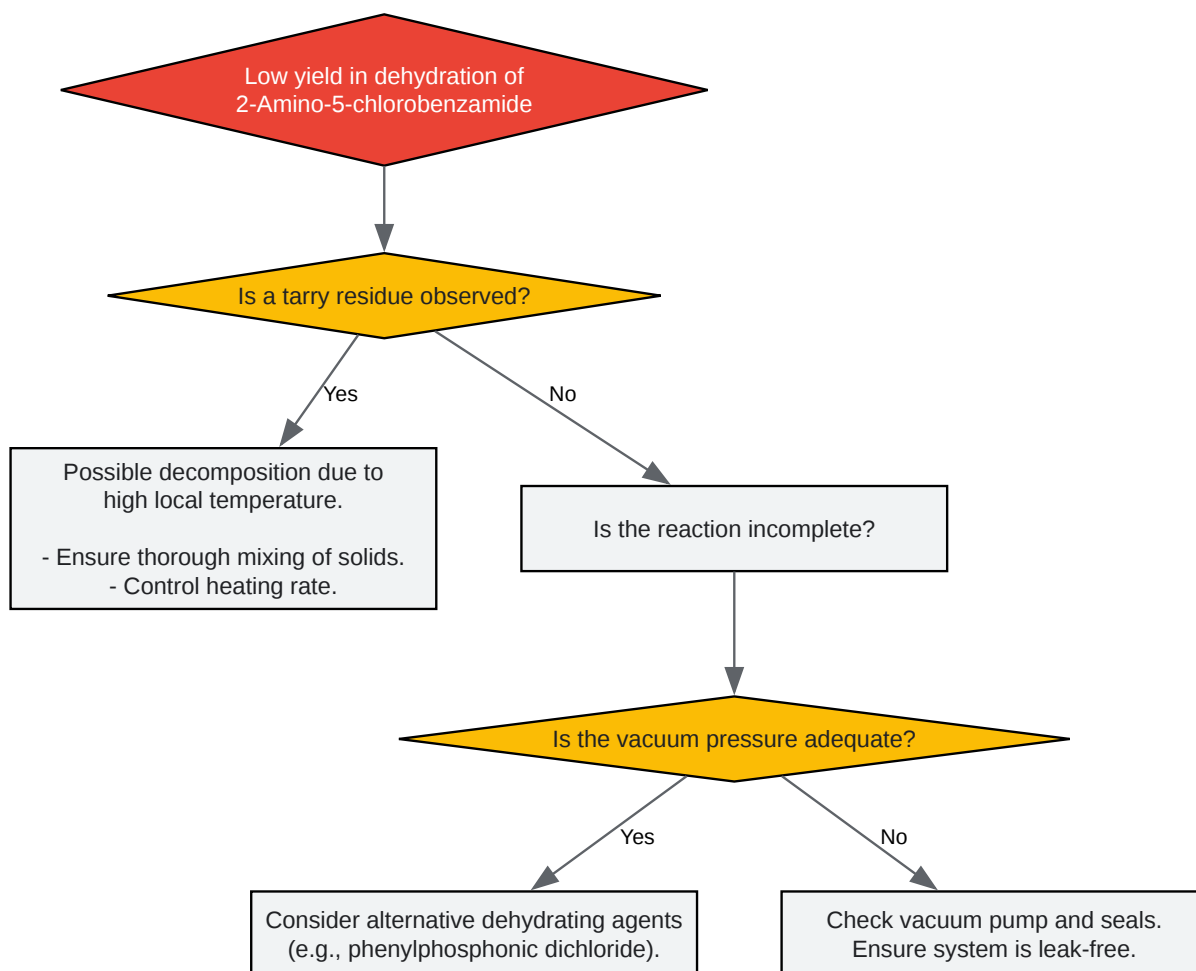 Low yield in dehydration of
2-Amino-5-chlorobenzamide
Is a tarry residue observed?
Yes
No
Possible decomposition due to
high local temperature.
- Ensure thorough mixing of solids.
- Control heating rate.
Is the reaction incomplete?
Is the vacuum pressure adequate?
Yes
No
Consider alternative dehydrating agents
(e.g., phenylphosphonic dichloride).
Check vacuum pump and seals.
Ensure system is leak-free.